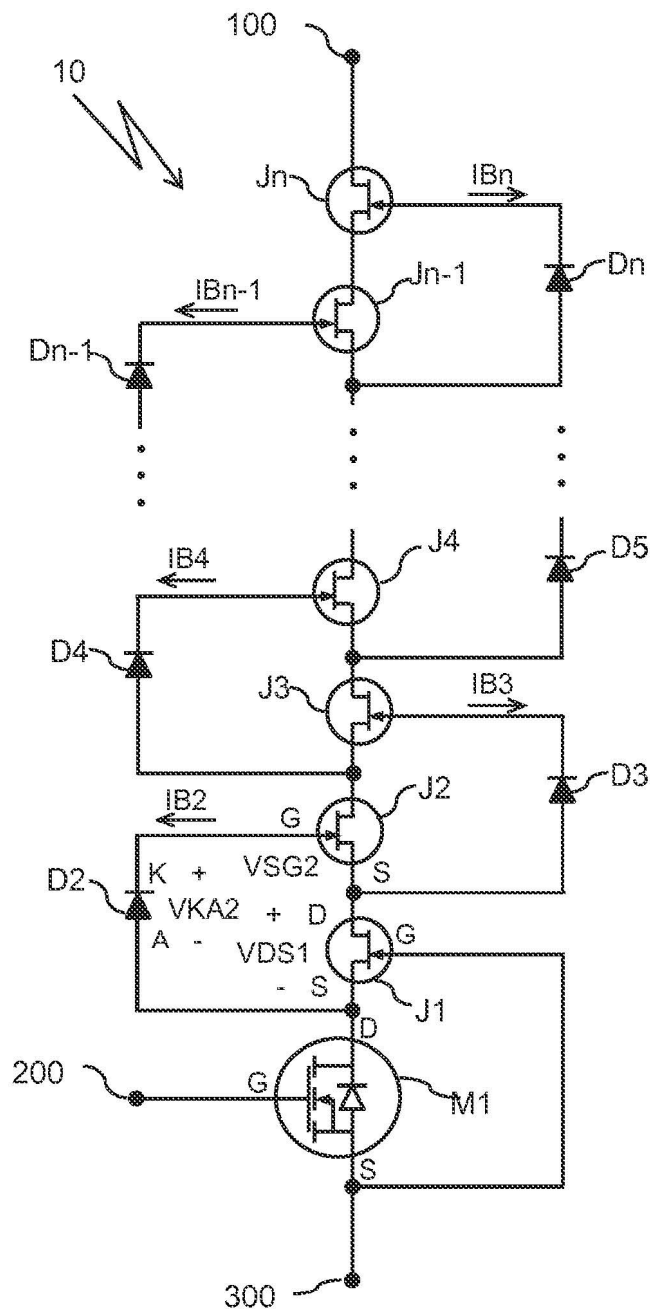 100
10
Jn
IBn
Dn
IBn-1
Jn-1
Dn-1
J4
D5
IB4
D4
J3
IB3
D3
IB2
J2
G
D2
K +
VSG2
S
VKA2
+
D
A -
VDS1
G
-
S
J1
D
200
G
M1
S
300